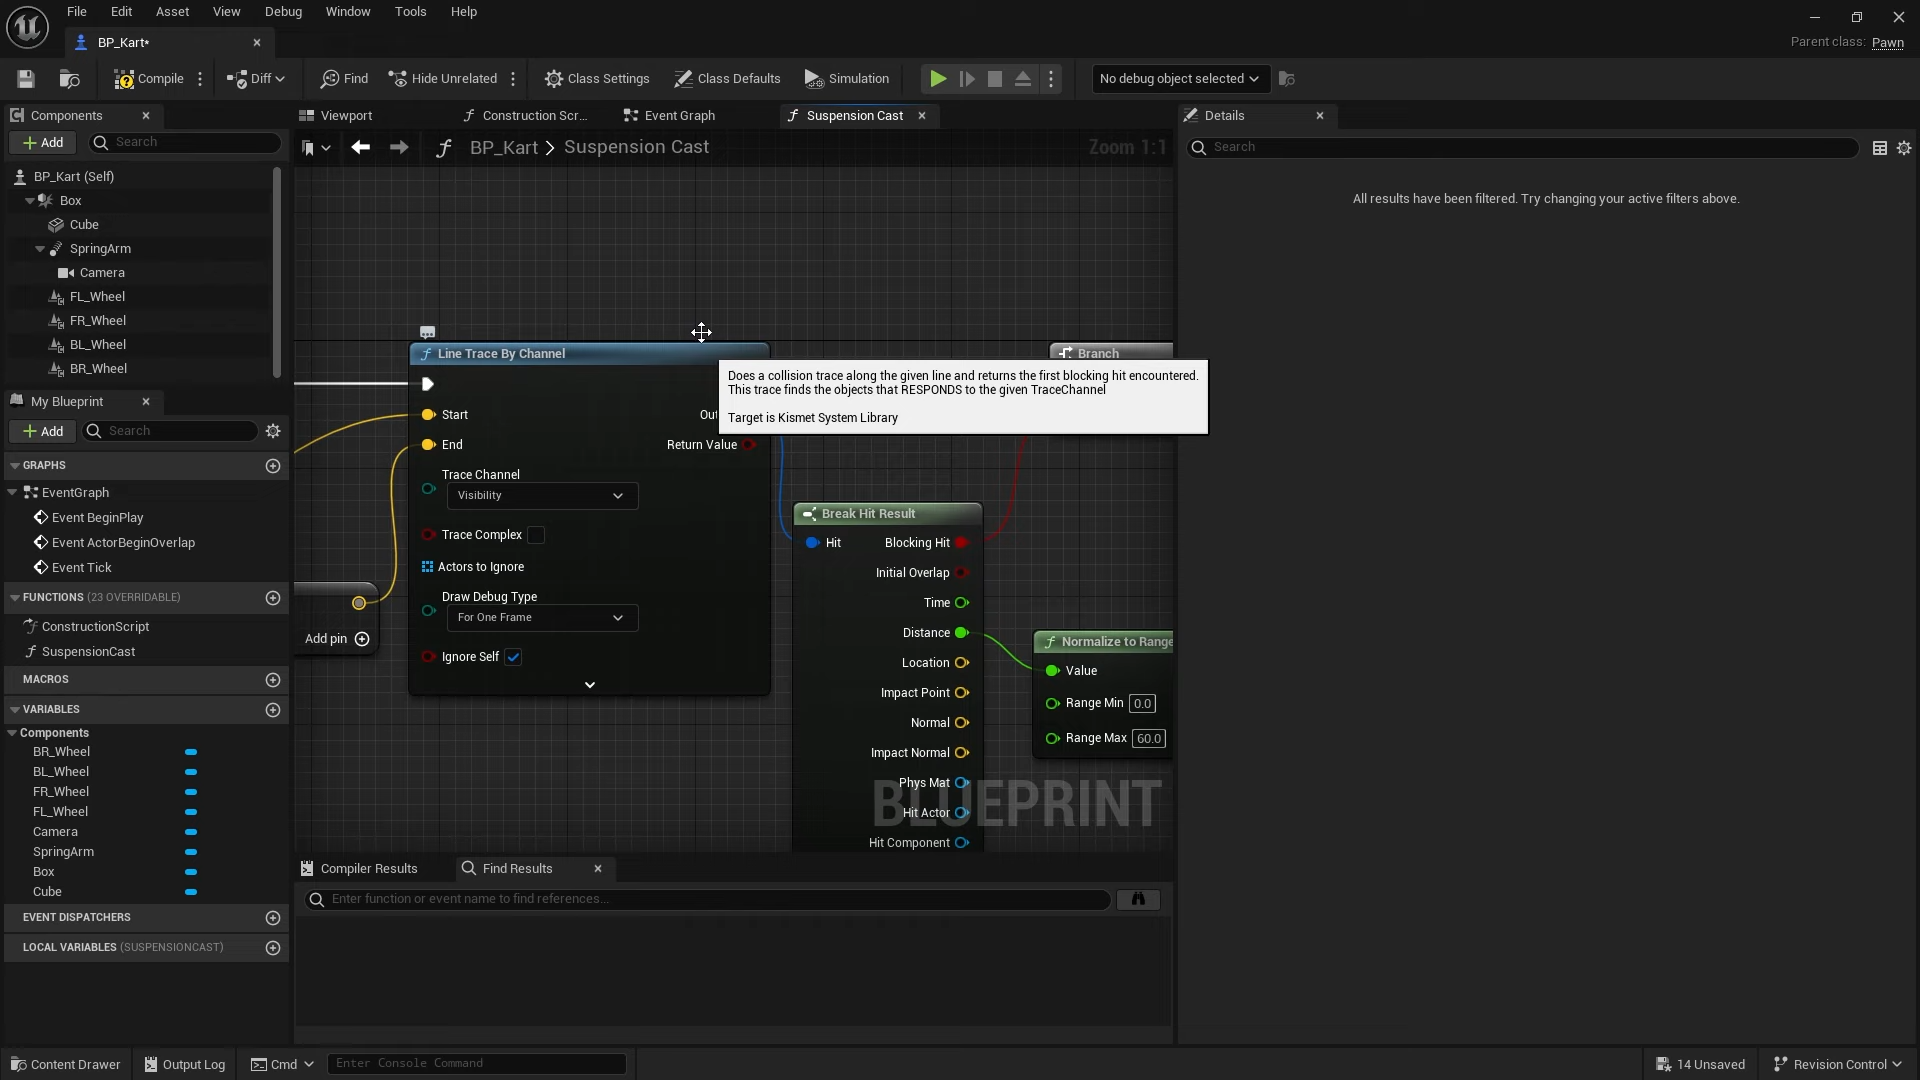 File Edit Asset View Debug Window Tools Help
BP_Kart*
Parent class: Pawn
Compile Diff Find Hide Unrelated Class Settings Class Defaults Simulation No debug object selected
Components
Add Search
BP_Kart (Self)
Box
Cube
SpringArm
Camera
FL_Wheel
FR_Wheel
BL_Wheel
BR_Wheel
My Blueprint
Add Search
GRAPHS
EventGraph
Event BeginPlay
Event ActorBeginOverlap
Event Tick
FUNCTIONS (23 OVERRIDABLE)
ConstructionScript
SuspensionCast
MACROS
VARIABLES
Components
BR_Wheel
BL_Wheel
FR_Wheel
FL_Wheel
Camera
SpringArm
Box
Cube
EVENT DISPATCHERS
LOCAL VARIABLES (SUSPENSIONCAST)
Viewport Construction Scr... Event Graph Suspension Cast
BP_Kart > Suspension Cast Zoom 1:1
Line Trace By Channel
Start Out
End Return Value
Trace Channel
Visibility
Trace Complex
Actors to Ignore
Draw Debug Type
For One Frame
Ignore Self
Add pin
Branch
Does a collision trace along the given line and returns the first blocking hit encountered.
This trace finds the objects that RESPONDS to the given TraceChannel
Target is Kismet System Library
Break Hit Result
Hit Blocking Hit
Initial Overlap
Time
Distance
Location
Impact Point
Normal
Impact Normal
Phys Mat
Hit Actor
Hit Component
Normalize to Range
Value
Range Min 0.0
Range Max 60.0
BLUEPRINT
Compiler Results Find Results
Enter function or event name to find references...
Details
Search
All results have been filtered. Try changing your active filters above.
Content Drawer Output Log Cmd Enter Console Command 14 Unsaved Revision Control